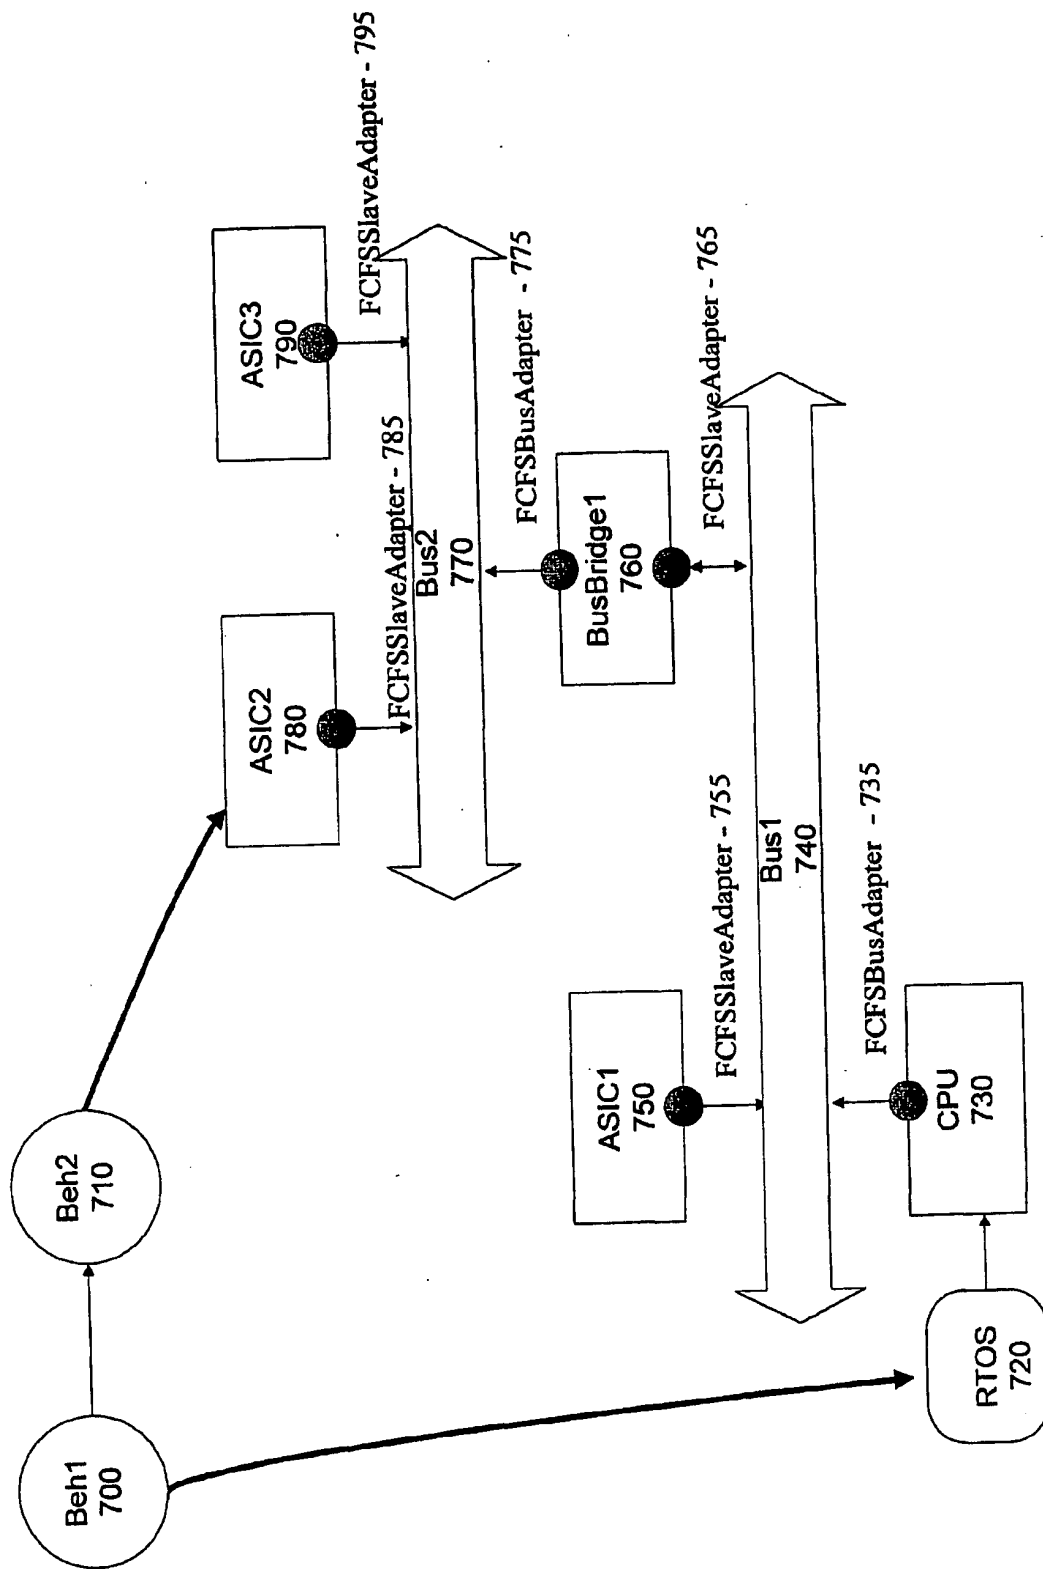 Beh1
700
Beh2
710
ASIC2
780
ASIC3
790
FCFSSlaveAdapter - 785
FCFSSlaveAdapter - 795
Bus2
770
FCFSBusAdapter - 775
ASIC1
750
BusBridge1
760
FCFSSlaveAdapter - 755
FCFSSlaveAdapter - 765
Bus1
740
FCFSBusAdapter - 735
RTOS
720
CPU
730